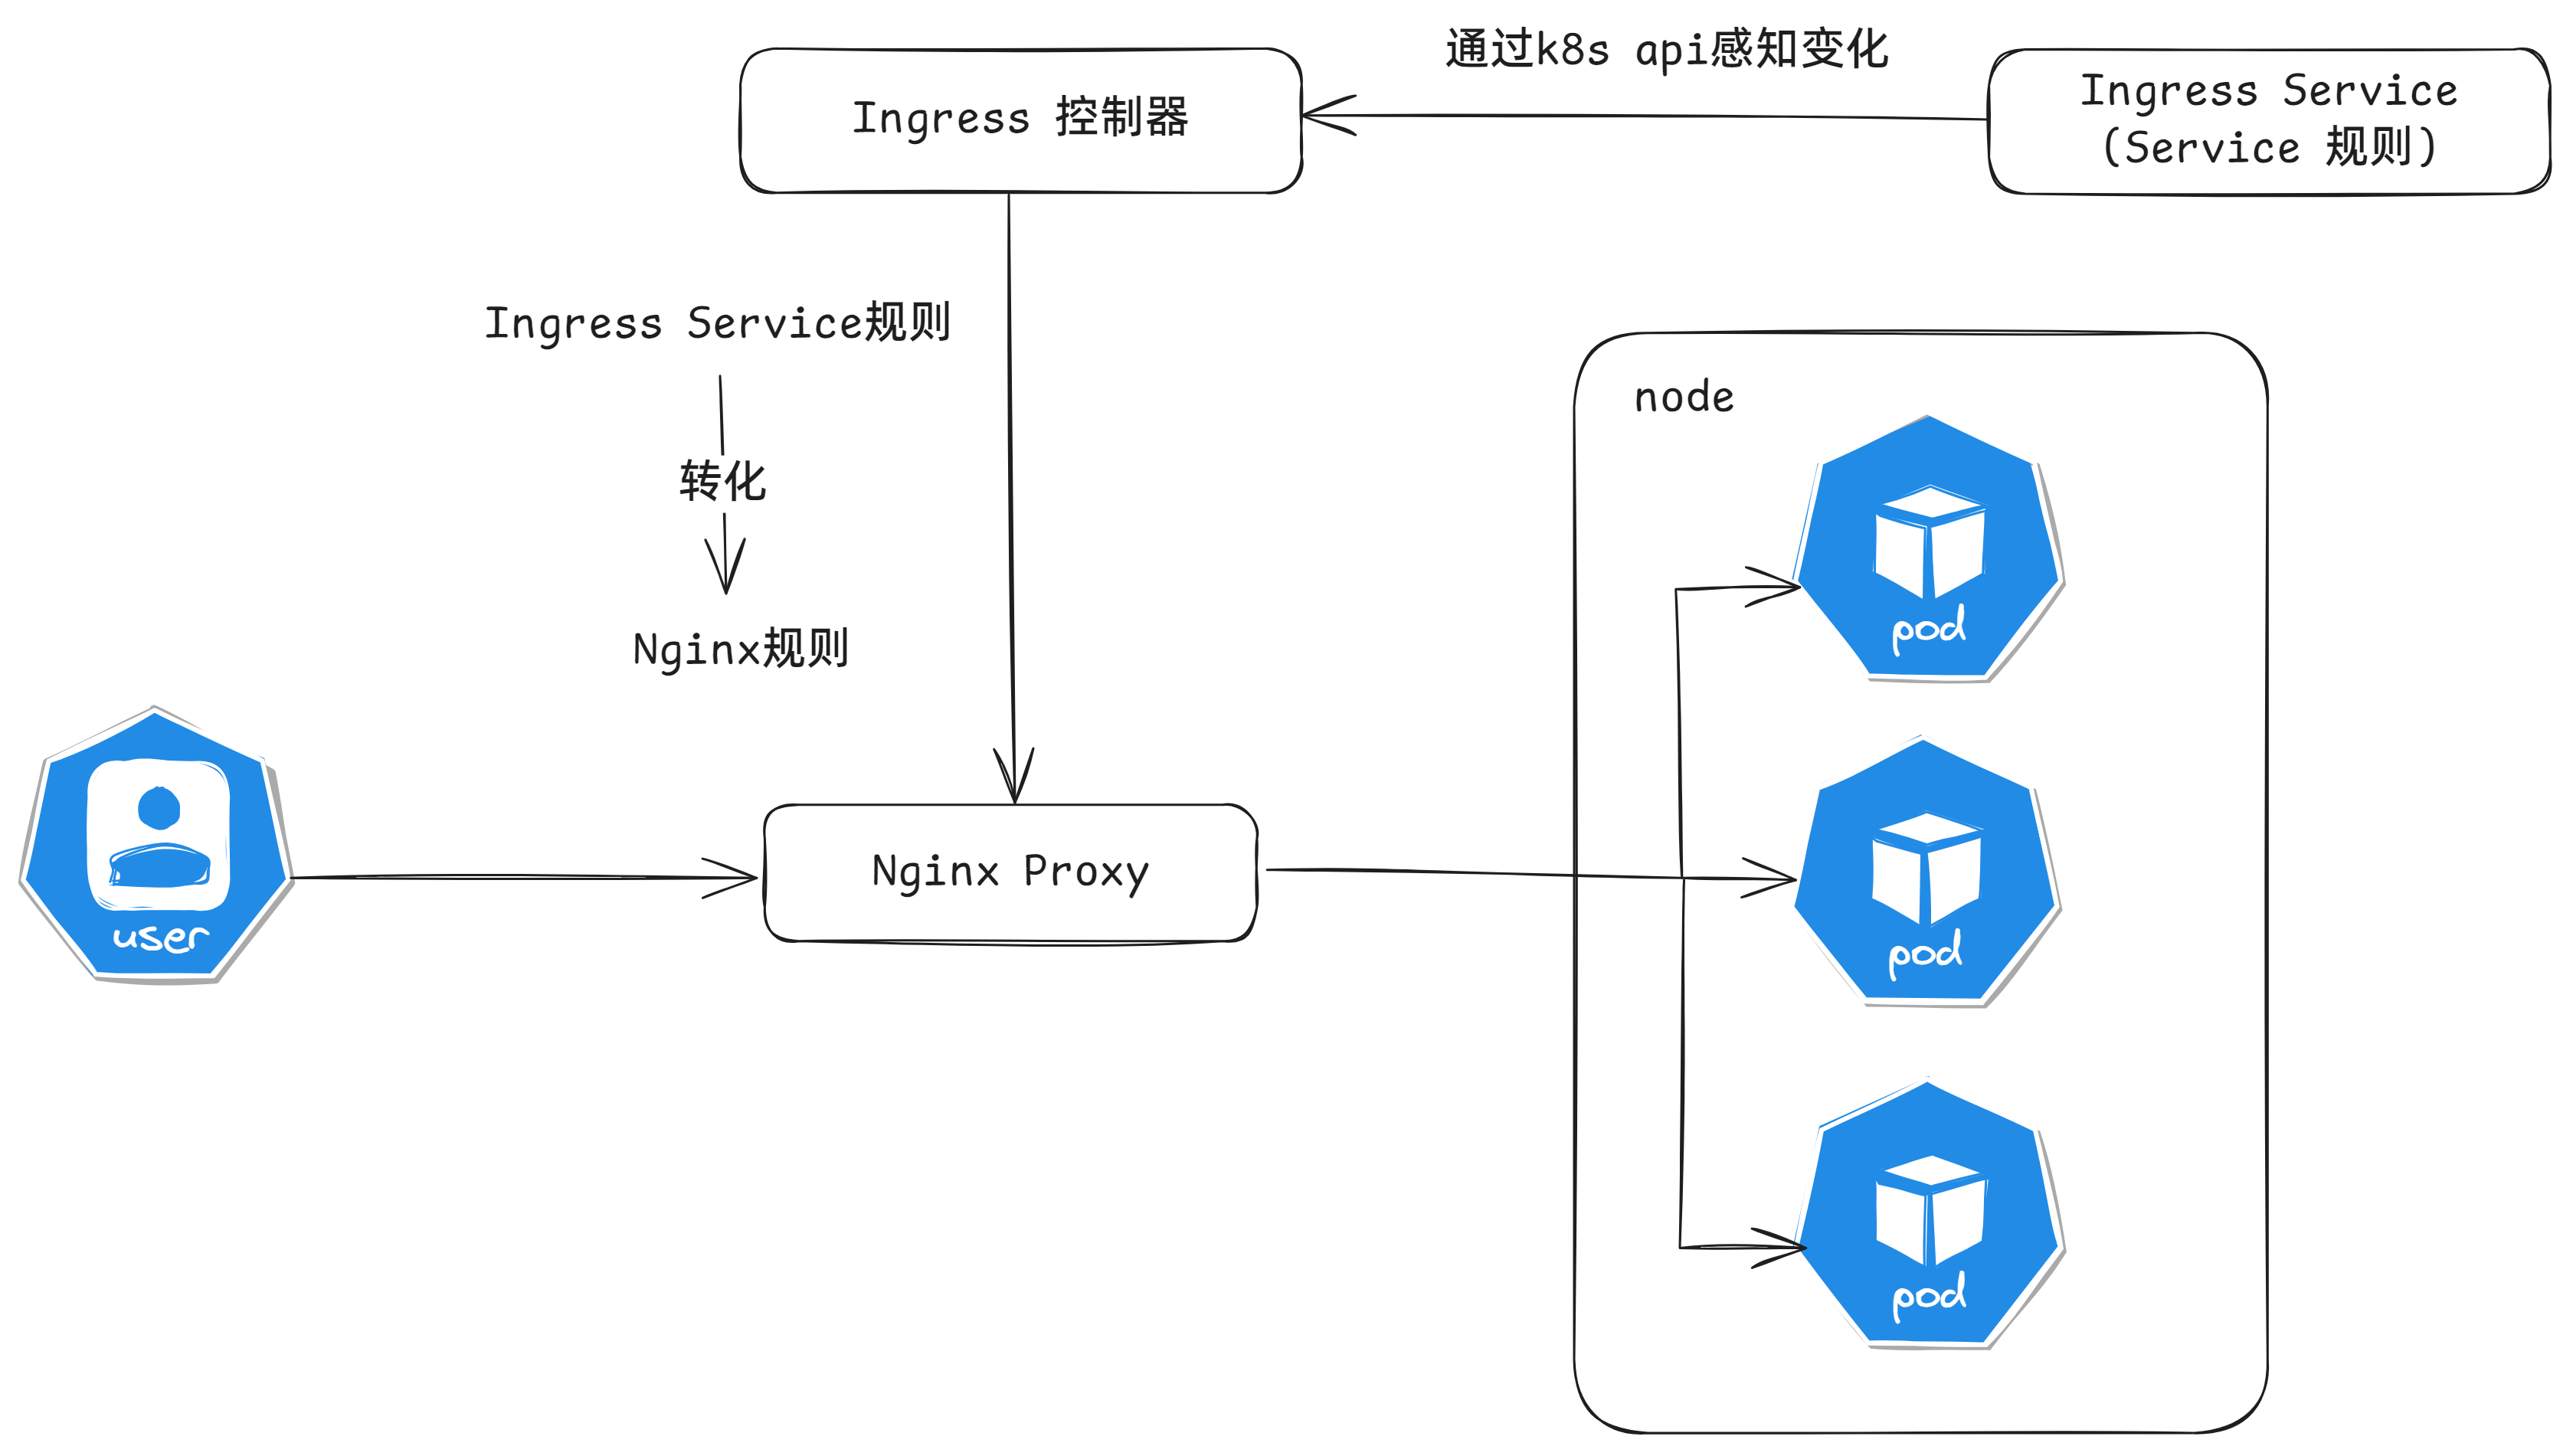 通过k8s api感知变化
Ingress 控制器
Ingress Service
(Service 规则)
Ingress Service规则
node
转化
pod
Nginx规则
Nginx Proxy
user
pod
pod